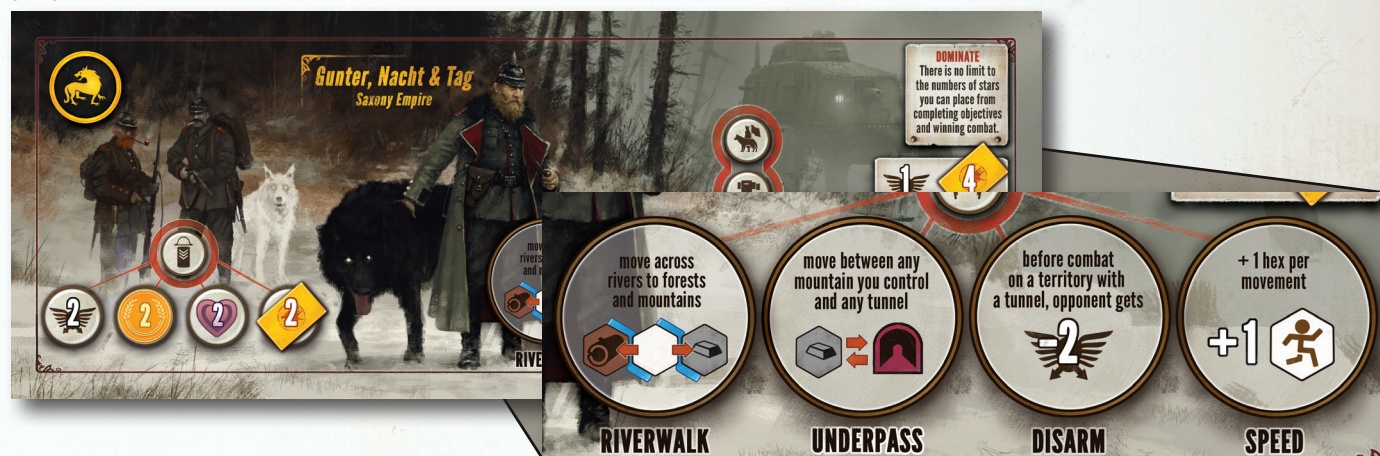 Gunter, Nacht & Tag
Saxony Empire
DOMINATE
There is no limit to
the numbers of stars
you can place from
completing objectives
and winning combat.
1
4
2
2
2
2
RIVE
move across
rivers to forests
and mountains
RIVERWALK
move between any
mountain you control
and any tunnel
UNDERPASS
before combat
on a territory with
a tunnel, opponent gets
-2
DISARM
+ 1 hex per
movement
+1
SPEED